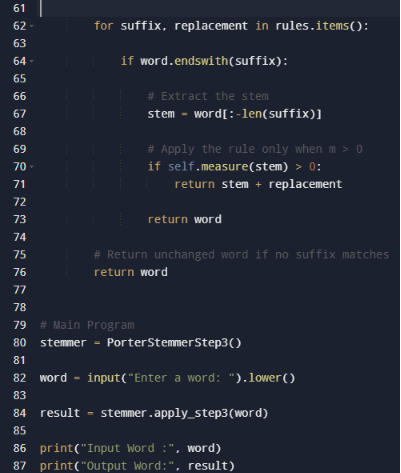 61
62 for suffix, replacement in rules.items():
63
64 if word.endswith(suffix):
65
66 # Extract the stem
67 stem = word[:-len(suffix)]
68
69 # Apply the rule only when m > 0
70 if self.measure(stem) > 0:
71 return stem + replacement
72
73 return word
74
75 # Return unchanged word if no suffix matches
76 return word
77
78
79 # Main Program
80 stemmer = PorterStemmerStep3()
81
82 word = input("Enter a word: ").lower()
83
84 result = stemmer.apply_step3(word)
85
86 print("Input Word :", word)
87 print("Output Word:", result)